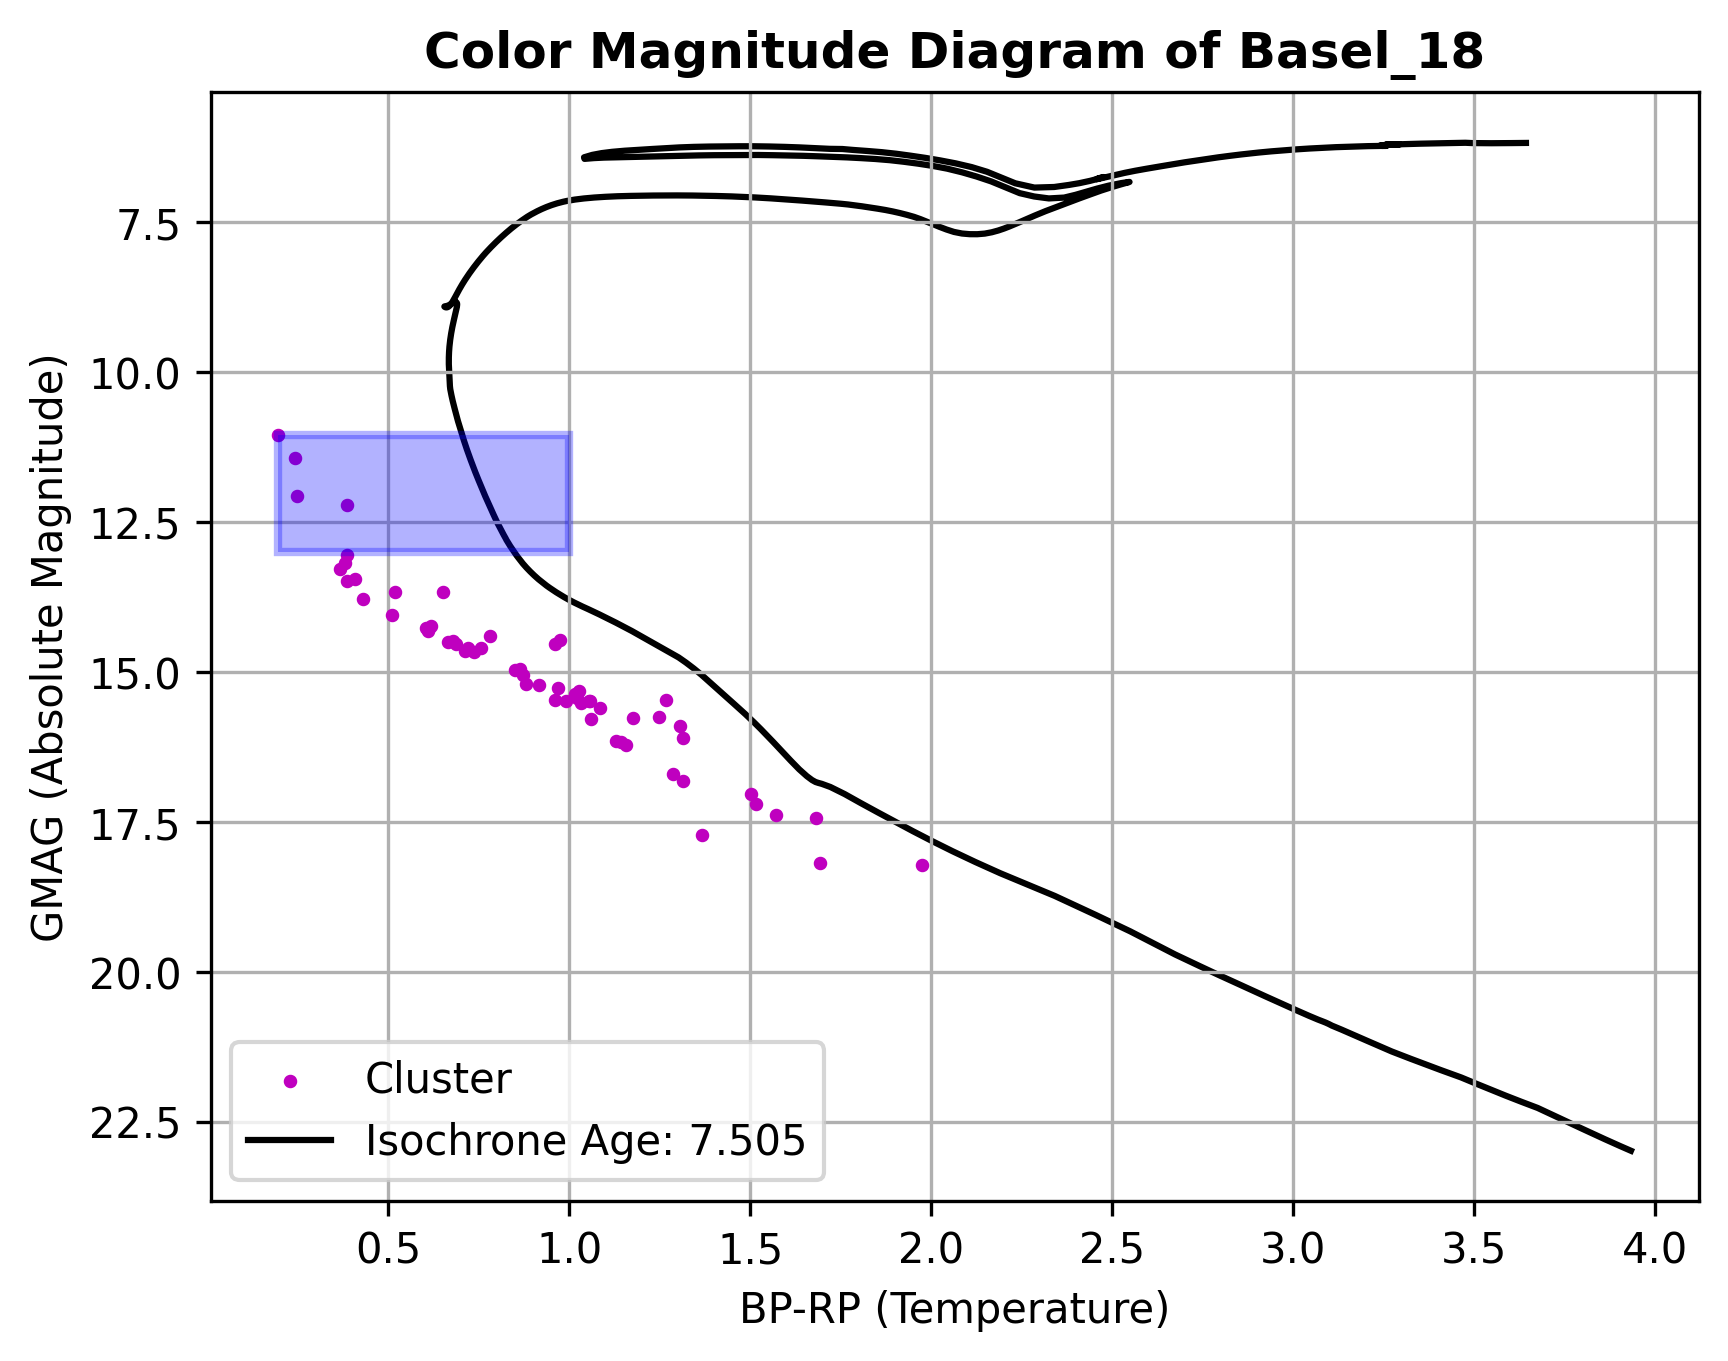 Color Magnitude Diagram of Basel_18
GMAG (Absolute Magnitude)
7.5
10.0
12.5
15.0
17.5
20.0
22.5
Cluster
Isochrone Age: 7.505
0.5 1.0 1.5 2.0 2.5 3.0 3.5 4.0
BP-RP (Temperature)